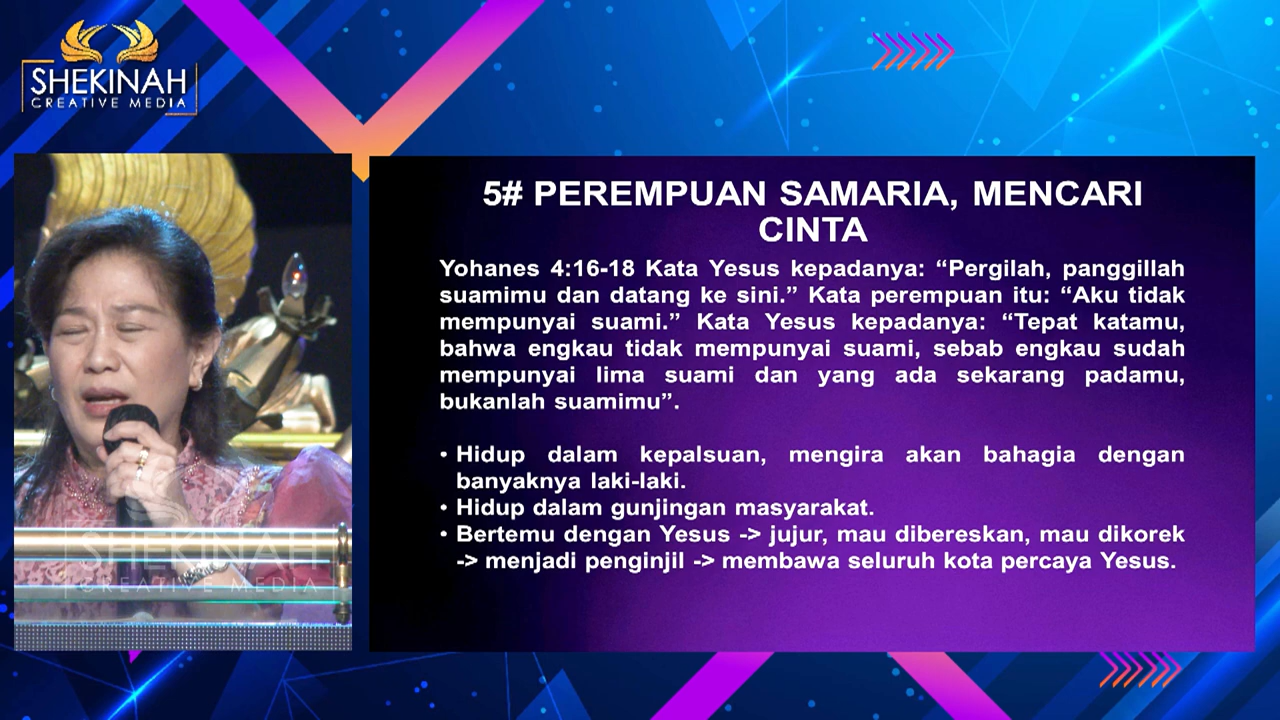 SHEKINAH
CREATIVE MEDIA
5# PEREMPUAN SAMARIA, MENCARI
CINTA
Yohanes 4:16-18 Kata Yesus kepadanya: “Pergilah, panggillah
suamimu dan datang ke sini.” Kata perempuan itu: “Aku tidak
mempunyai suami.” Kata Yesus kepadanya: “Tepat katamu,
bahwa engkau tidak mempunyai suami, sebab engkau sudah
mempunyai lima suami dan yang ada sekarang padamu,
bukanlah suamimu”.
• Hidup dalam kepalsuan, mengira akan bahagia dengan
banyaknya laki-laki.
• Hidup dalam gunjingan masyarakat.
• Bertemu dengan Yesus -> jujur, mau dibereskan, mau dikorek
-> menjadi penginjil -> membawa seluruh kota percaya Yesus.
SHEKINAH
CREATIVE MEDIA